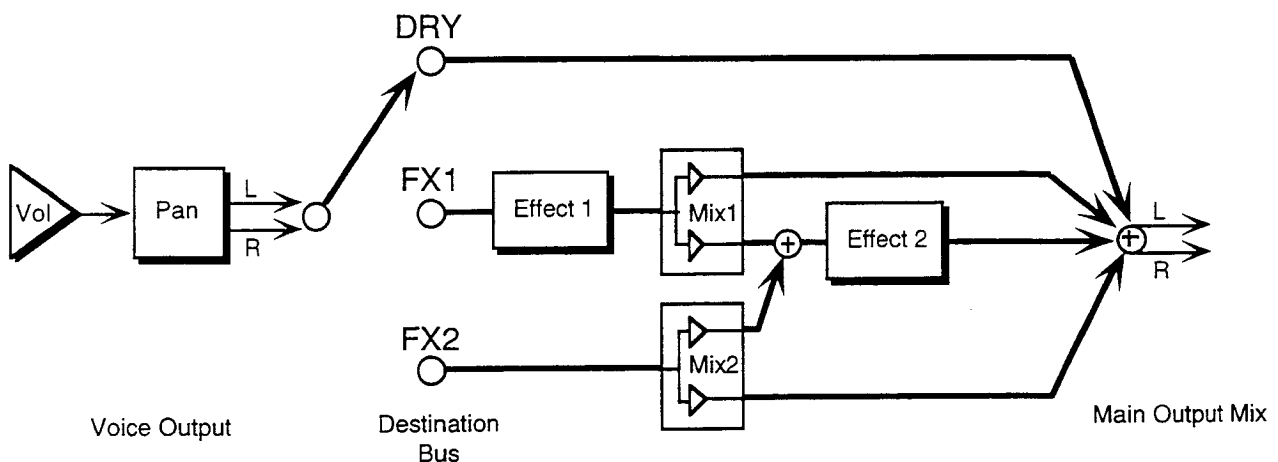 DRY
FX1
Vol
Pan
L
R
Effect 1
Mix1
Effect 2
L
R
FX2
Mix2
Voice Output
Destination
Bus
Main Output Mix